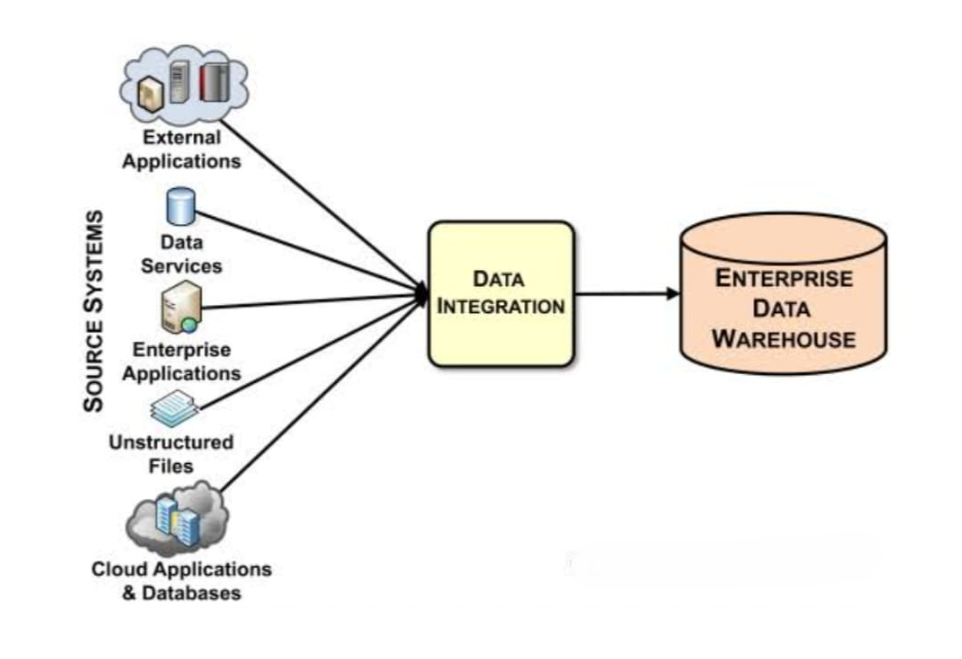 External
Applications
Data
Services
Enterprise
Applications
Unstructured
Files
Cloud Applications
& Databases
SOURCE SYSTEMS
DATA
INTEGRATION
ENTERPRISE
DATA
WAREHOUSE